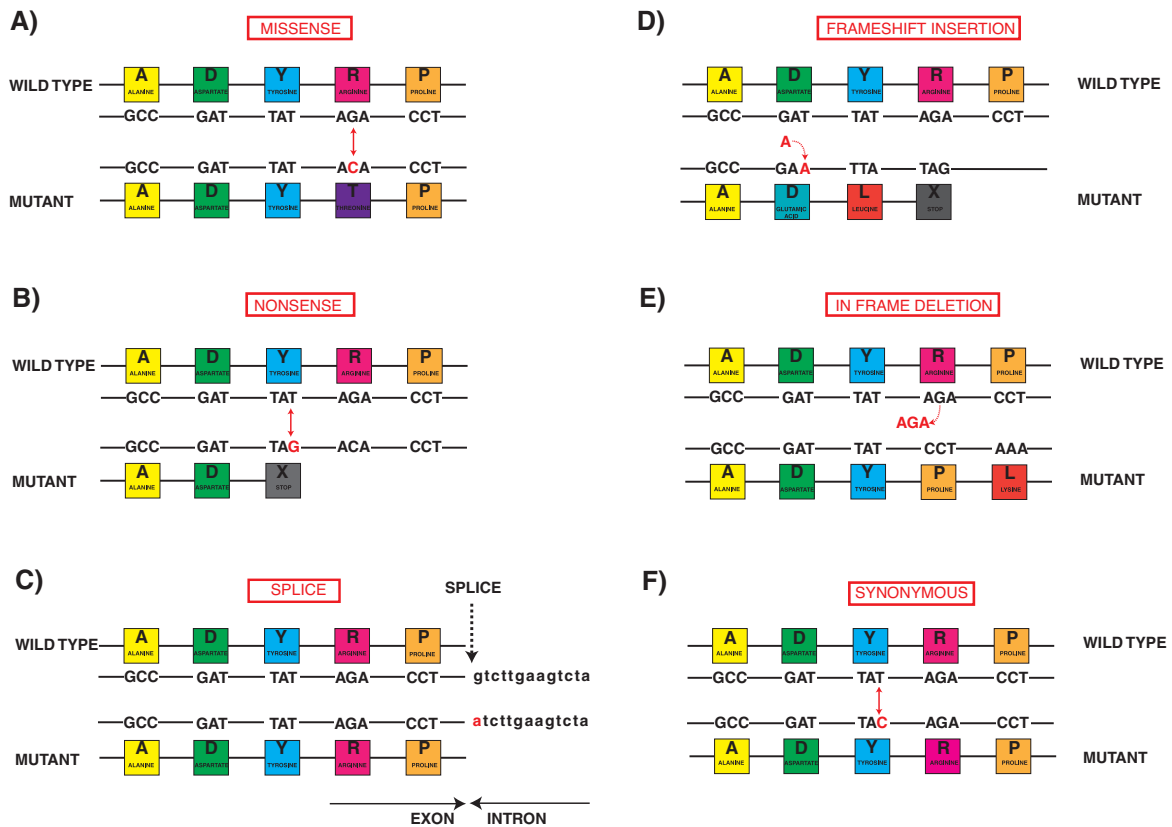 A)
MISSENSE
WILD TYPE
A D Y R P
ALANINE ASPARTATE TYROSINE ARGININE PROLINE
GCC GAT TAT AGA CCT
GCC GAT TAT ACA CCT
MUTANT
A D Y T P
ALANINE ASPARTATE TYROSINE THREONINE PROLINE
B)
NONSENSE
WILD TYPE
A D Y R P
ALANINE ASPARTATE TYROSINE ARGININE PROLINE
GCC GAT TAT AGA CCT
GCC GAT TAG ACA CCT
MUTANT
A D X
ALANINE ASPARTATE STOP
C)
SPLICE
SPLICE
WILD TYPE
A D Y R P
ALANINE ASPARTATE TYROSINE ARGININE PROLINE
GCC GAT TAT AGA CCT gtcttgaagtcta
GCC GAT TAT AGA CCT atcttgaagtcta
MUTANT
A D Y R P
ALANINE ASPARTATE TYROSINE ARGININE PROLINE
EXON INTRON
D)
FRAMESHIFT INSERTION
A D Y R P
WILD TYPE
ALANINE ASPARTATE TYROSINE ARGININE PROLINE
GCC GAT TAT AGA CCT
A
GCC GAA TTA TAG
A D L X
MUTANT
ALANINE GLUTAMIC ACID LEUCINE STOP
E)
IN FRAME DELETION
A D Y R P
WILD TYPE
ALANINE ASPARTATE TYROSINE ARGININE PROLINE
GCC GAT TAT AGA CCT
AGA
GCC GAT TAT CCT AAA
A D Y P L
MUTANT
ALANINE ASPARTATE TYROSINE PROLINE LYSINE
F)
SYNONYMOUS
A D Y R P
WILD TYPE
ALANINE ASPARTATE TYROSINE ARGININE PROLINE
GCC GAT TAT AGA CCT
GCC GAT TAC AGA CCT
A D Y R P
MUTANT
ALANINE ASPARTATE TYROSINE ARGININE PROLINE